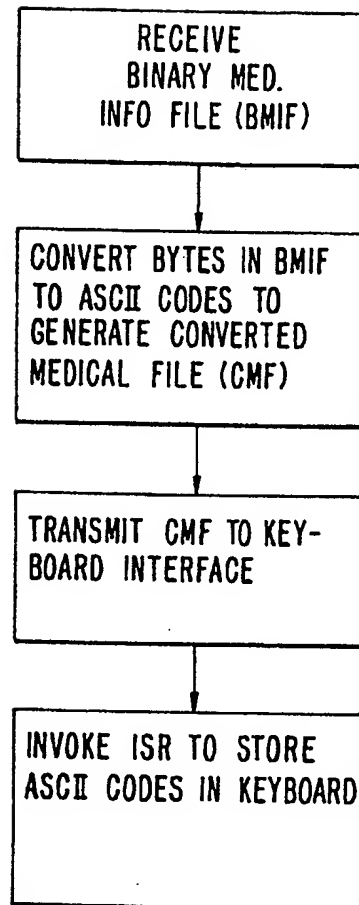 RECEIVE
BINARY MED.
INFO FILE (BMIF)
CONVERT BYTES IN BMIF
TO ASCII CODES TO
GENERATE CONVERTED
MEDICAL FILE (CMF)
TRANSMIT CMF TO KEY-
BOARD INTERFACE
INVOKE ISR TO STORE
ASCII CODES IN KEYBOARD